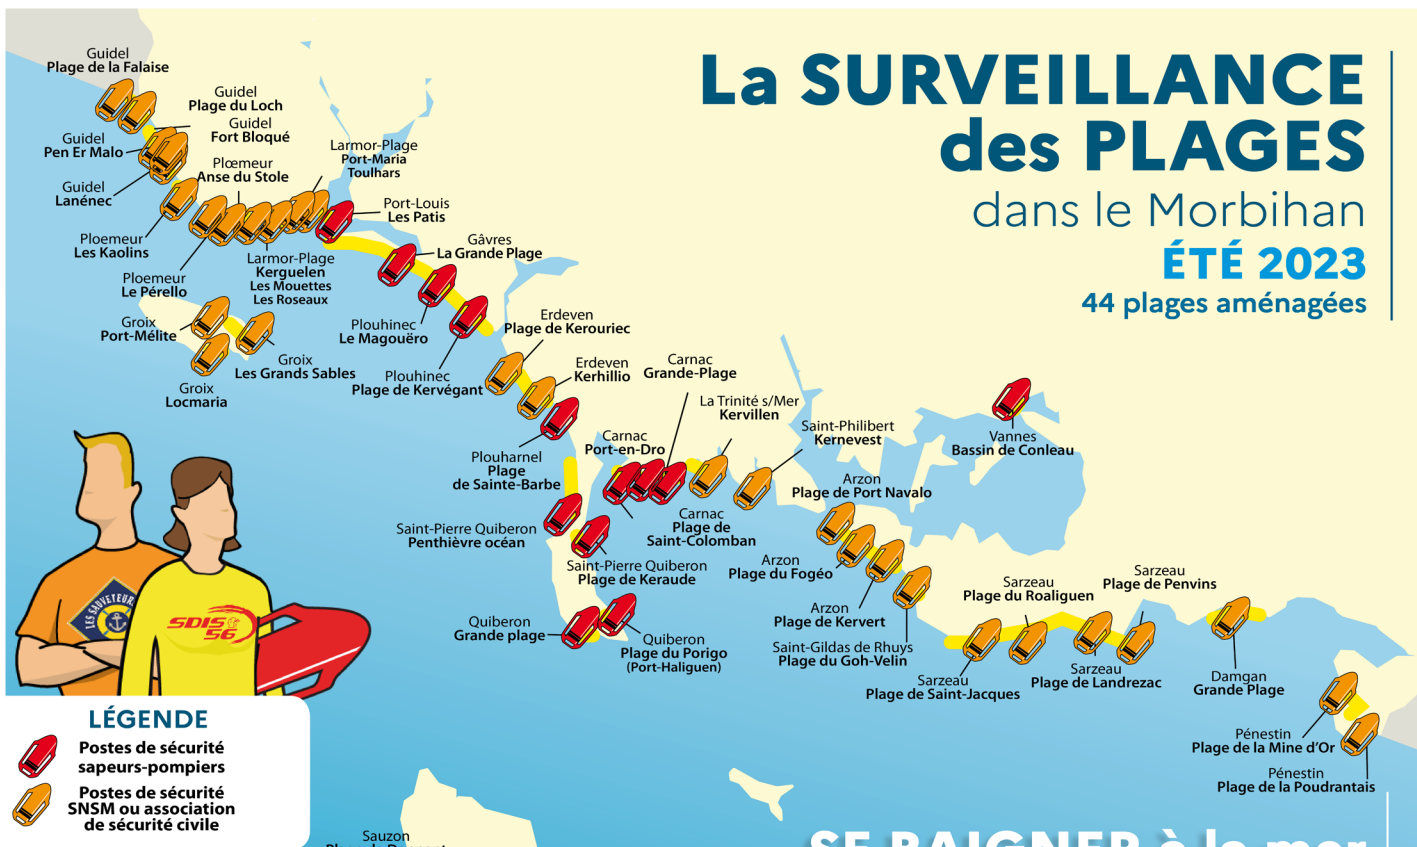 La SURVEILLANCE
des PLAGES
dans le Morbihan
ÉTÉ 2023
44 plages aménagées
Guidel
Plage de la Falaise
Guidel
Plage du Loch
Guidel
Fort Bloqué
Guidel
Pen Er Malo
Guidel
Lanénec
Plœmeur
Anse du Stole
Larmor-Plage
Port-Maria
Toulhars
Port-Louis
Les Patis
Ploemeur
Les Kaolins
Ploemeur
Le Pérello
Larmor-Plage
Kerguelen
Les Mouettes
Les Roseaux
Gâvres
La Grande Plage
Groix
Port-Mélite
Groix
Les Grands Sables
Groix
Locmaria
Plouhinec
Le Magouëro
Plouhinec
Plage de Kervégant
Erdeven
Plage de Kerouriec
Erdeven
Kerhillio
Carnac
Grande-Plage
La Trinité s/Mer
Kervillen
Saint-Philibert
Kernevest
Vannes
Bassin de Conleau
Plouharnel
Plage
de Sainte-Barbe
Carnac
Port-en-Dro
Carnac
Plage de
Saint-Colomban
Arzon
Plage de Port Navalo
Saint-Pierre Quiberon
Penthièvre océan
Saint-Pierre Quiberon
Plage de Keraude
Arzon
Plage du Fogéo
Arzon
Plage de Kervert
Saint-Gildas de Rhuys
Plage du Goh-Velin
Quiberon
Grande plage
Quiberon
Plage du Porigo
(Port-Haliguen)
Sarzeau
Plage du Roaliguen
Sarzeau
Plage de Penvins
Sarzeau
Plage de Saint-Jacques
Sarzeau
Plage de Landrezac
Damgan
Grande Plage
Pénestin
Plage de la Mine d'Or
Pénestin
Plage de la Poudrantais
LES SAUVETEURS
SDIS
56
LÉGENDE
Postes de sécurité
sapeurs-pompiers
Postes de sécurité
SNSM ou association
de sécurité civile
Sauzon
SE BAIGNER à la mer